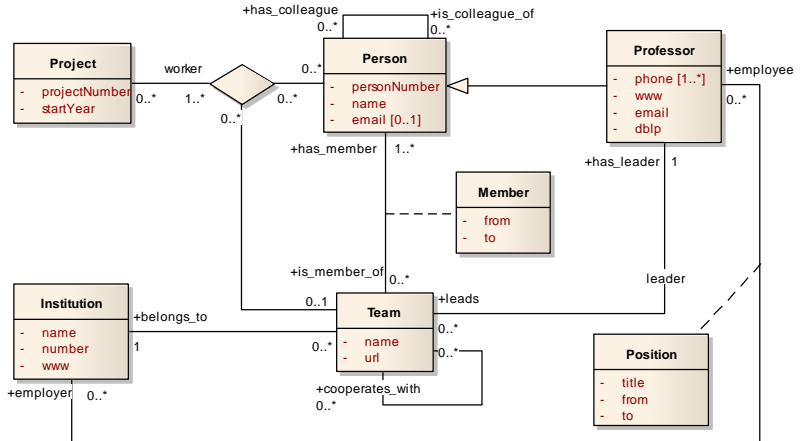 +has_colleague
0..*
+is_colleague_of
0..*
Project
- projectNumber
- startYear
worker
0..*
1..*
0..*
0..*
0..*
Person
- personNumber
- name
- email [0..1]
Professor
- phone [1..*]
- www
- email
- dblp
+employee
0..*
+has_member
1..*
+has_leader
1
Member
- from
- to
+is_member_of
0..*
leader
Institution
- name
- number
- www
+belongs_to
1
0..1
0..*
Team
- name
- url
+leads
0..*
0..*
+cooperates_with
0..*
Position
- title
- from
- to
+employer
0..*